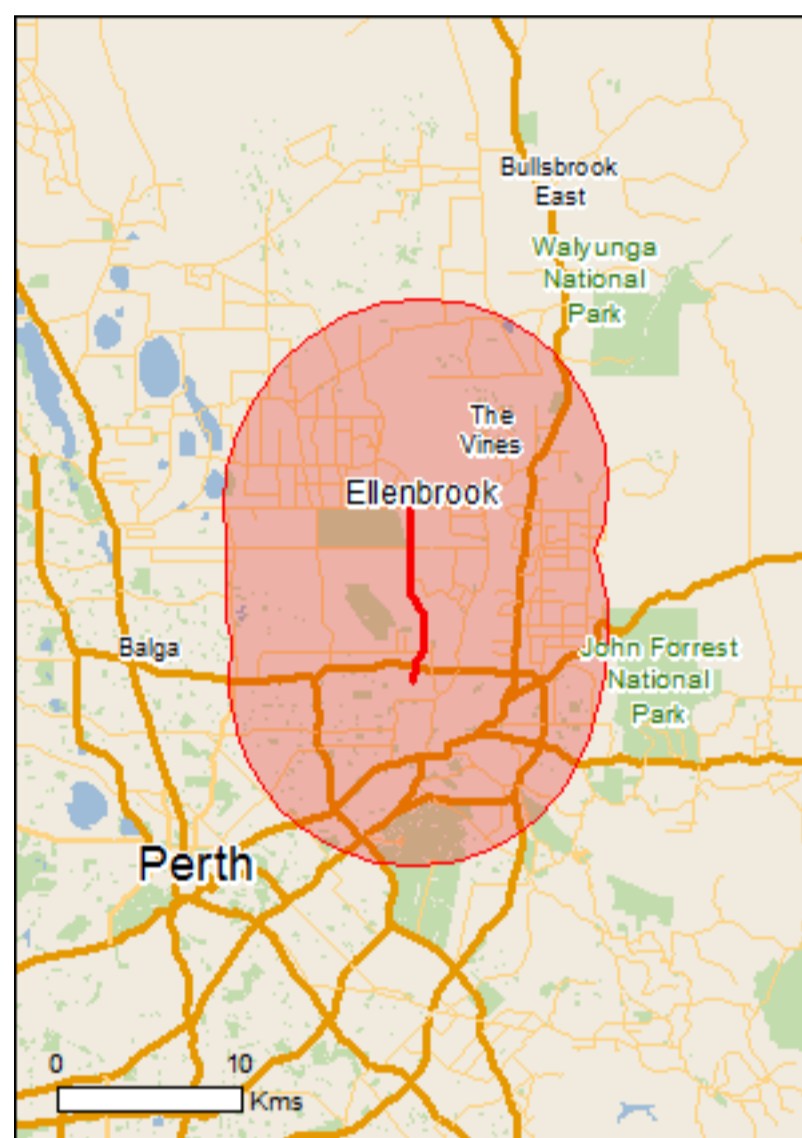 Bullsbrook
East
Walyunga
National
Park
The
Vines
Ellenbrook
Balga
John Forrest
National
Park
Perth
0 10
Kms